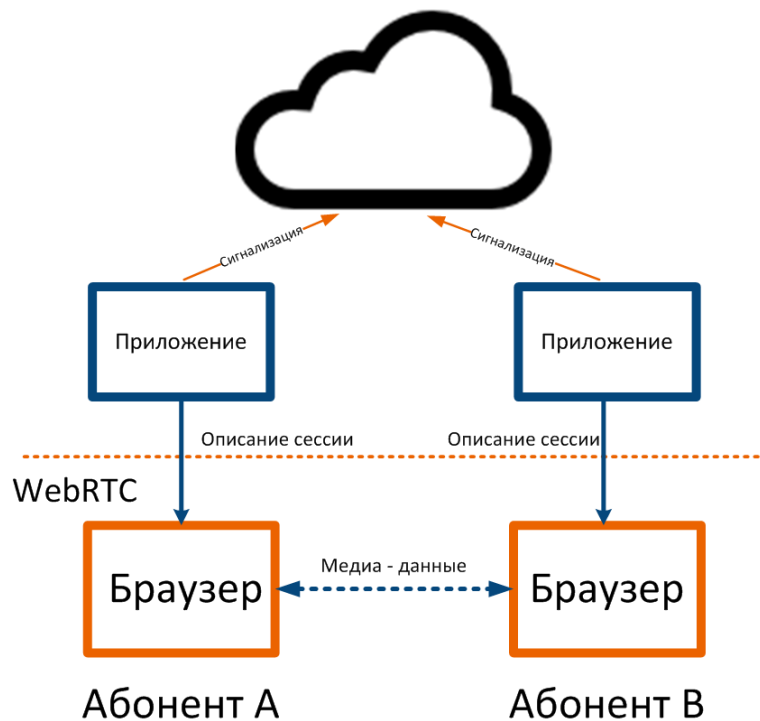 Сигнализация
Сигнализация
Приложение
Приложение
Описание сессии
Описание сессии
WebRTC
Медиа - данные
Браузер
Браузер
Абонент А
Абонент В